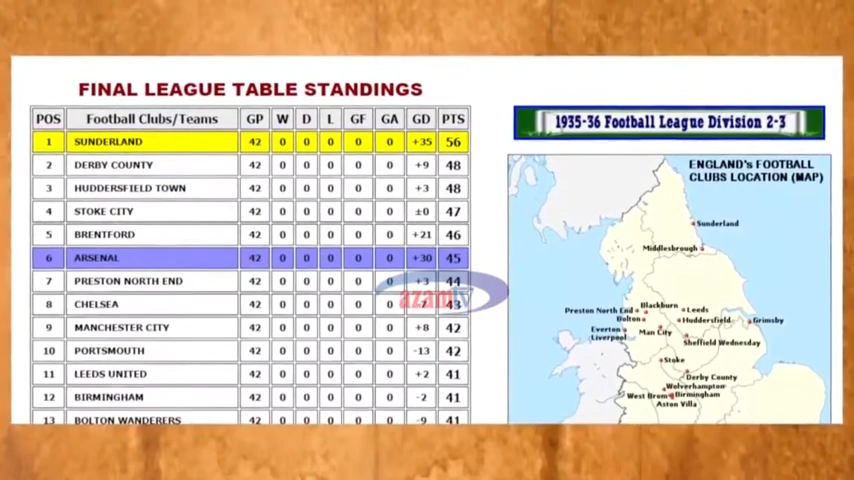 FINAL LEAGUE TABLE STANDINGS
POS Football Clubs/Teams GP W D L GF GA GD PTS
1 SUNDERLAND 42 0 0 0 0 0 +35 56
2 DERBY COUNTY 42 0 0 0 0 0 +9 48
3 HUDDERSFIELD TOWN 42 0 0 0 0 0 +3 48
4 STOKE CITY 42 0 0 0 0 0 ±0 47
5 BRENTFORD 42 0 0 0 0 0 +21 46
6 ARSENAL 42 0 0 0 0 0 +30 45
7 PRESTON NORTH END 42 0 0 0 0 0 +3 44
8 CHELSEA 42 0 0 0 0 43
9 MANCHESTER CITY 42 0 0 0 0 0 +8 42
10 PORTSMOUTH 42 0 0 0 0 0 -13 42
11 LEEDS UNITED 42 0 0 0 0 0 +2 41
12 BIRMINGHAM 42 0 0 0 0 0 -2 41
13 BOLTON WANDERERS 42 0 0 0 0 0 -9 41
azam tv
1935-36 Football League Division 2-3
ENGLAND's FOOTBALL
CLUBS LOCATION (MAP)
Sunderland
Middlesbrough
Blackburn
Preston North End
Leeds
Bolton
Huddersfield
Grimsby
Everton
Man City
Liverpool
Sheffield Wednesday
Stoke
Derby County
Wolverhampton
West Brom
Birmingham
Aston Villa